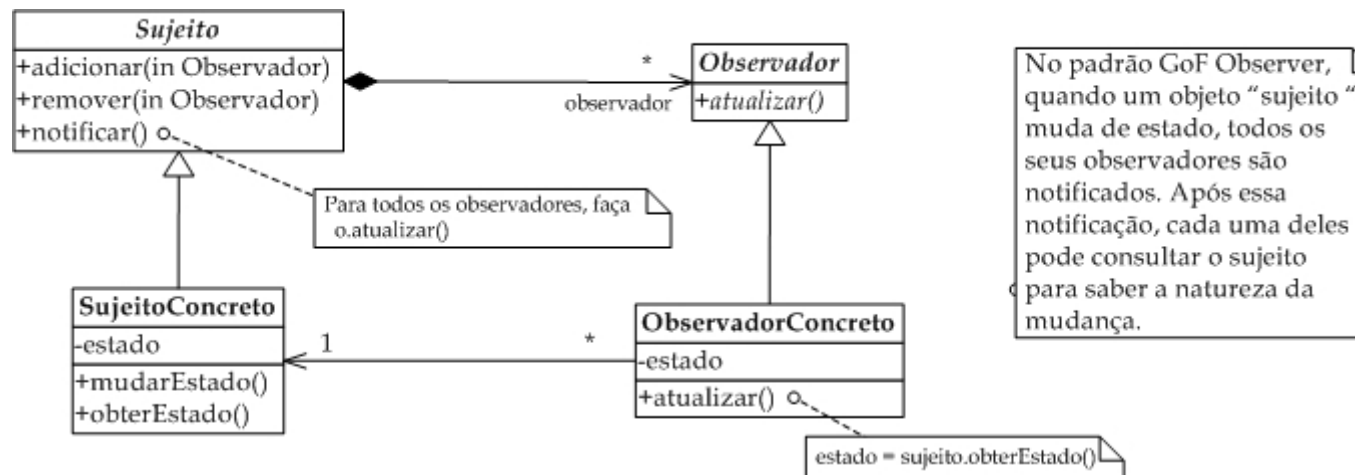 Sujeito
+adicionar(in Observador)
+remover(in Observador)
+notificar()
*
observador
Observador
+atualizar()
Para todos os observadores, faça
o.atualizar()
No padrão GoF Observer,
quando um objeto “sujeito “
muda de estado, todos os
seus observadores são
notificados. Após essa
notificação, cada uma deles
pode consultar o sujeito
para saber a natureza da
mudança.
SujeitoConcreto
-estado
+mudarEstado()
+obterEstado()
1
*
ObservadorConcreto
-estado
+atualizar()
estado = sujeito.obterEstado()